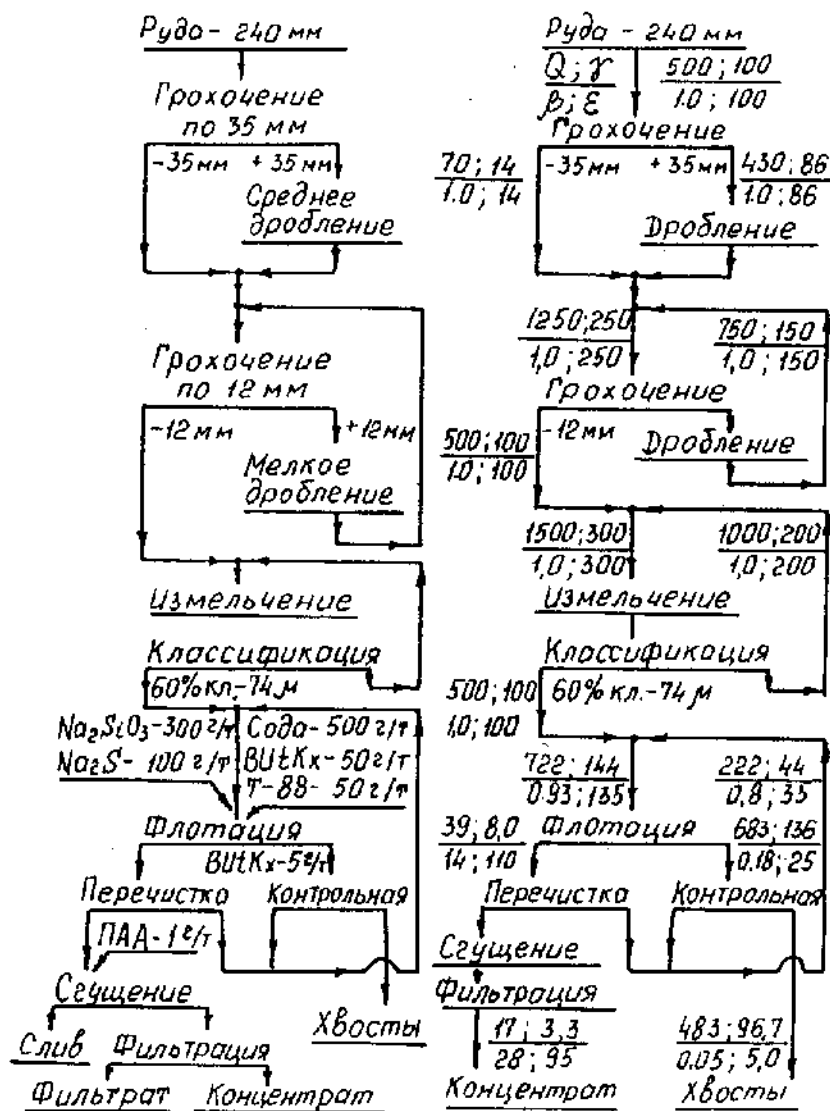 Руда - 240 мм
Грохочение
по 35 мм
-35мм +35мм
Среднее
дробление
Грохочение
по 12 мм
-12мм +12мм
Мелкое
дробление
Измельчение
Классификация
60% кл.-74 м
Na₂SiO₃-300 г/т Сода-500 г/т
Na₂S- 100 г/т BUtKx-50 г/т
Т-88- 50 г/т
Флотация
BUtKx-5 г/т
Перечистка Контрольная
ПАА-1 г/т
Сгущение
Хвосты
Слив Фильтрация
Фильтрат Концентрат
Руда - 240 мм
Q; γ 500; 100
β; ε 1.0; 100
Грохочение
70; 14 -35мм +35мм 430; 86
1.0; 14 1.0; 86
Дробление
1250; 250 750; 150
1,0; 250 1,0; 150
Грохочение
500; 100 -12мм
1.0; 100 Дробление
1500; 300 1000; 200
1,0; 300 1,0; 200
Измельчение
Классификация
500; 100 60% кл.-74 м
1.0; 100
722; 144 222; 44
0.93; 135 0,8; 35
39; 8,0 Флотация 683; 136
14; 110 0.18; 25
Перечистка Контрольная
Сгущение
Фильтрация
17; 3,3 483; 96,7
28; 95 0.05; 5,0
Концентрат Хвосты